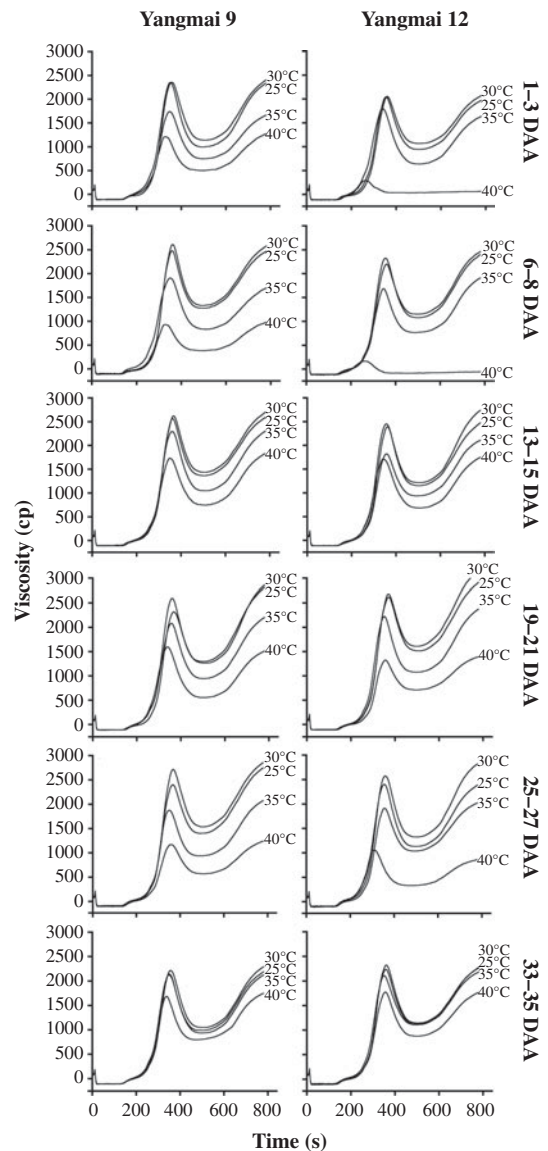 Yangmai 9 Yangmai 12
3000
2500
2000
1500
1000
500
0
30°C
25°C
35°C
40°C
30°C
25°C
35°C
40°C
1–3 DAA
3000
2500
2000
1500
1000
500
0
30°C
25°C
35°C
40°C
30°C
25°C
35°C
40°C
6–8 DAA
3000
2500
2000
1500
1000
500
0
30°C
25°C
35°C
40°C
30°C
25°C
35°C
40°C
13–15 DAA
Viscosity (cp)
3000
2500
2000
1500
1000
500
0
30°C
25°C
35°C
40°C
30°C
25°C
35°C
40°C
19–21 DAA
3000
2500
2000
1500
1000
500
0
30°C
25°C
35°C
40°C
30°C
25°C
35°C
40°C
25–27 DAA
3000
2500
2000
1500
1000
500
0
30°C
25°C
35°C
40°C
30°C
25°C
35°C
40°C
33–35 DAA
0 200 400 600 800 0 200 400 600 800
Time (s)